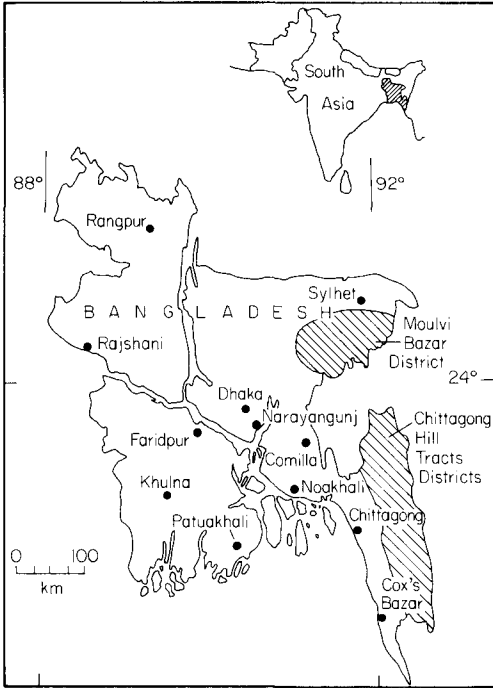 South
Asia
88°
92°
Rangpur
Sylhet
BANGLADESH
Moulvi
Bazar
District
Rajshani
24°
Dhaka
Narayangunj
Chittagong
Hill
Tracts
Districts
Faridpur
Comilla
Khulna
Noakhali
Patuakhali
Chittagong
0 100
km
Cox's
Bazar